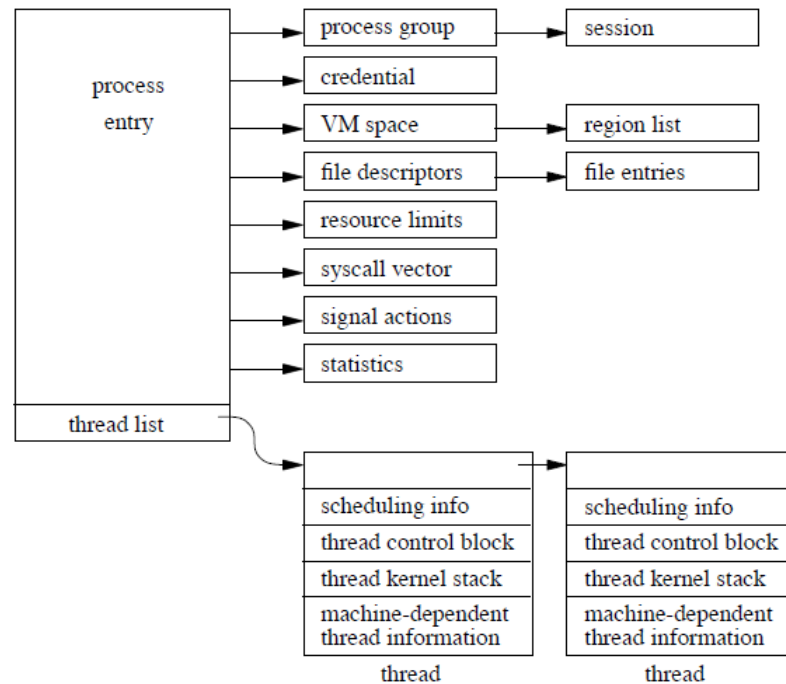 process
entry
process group
session
credential
VM space
region list
file descriptors
file entries
resource limits
syscall vector
signal actions
statistics
thread list
scheduling info
thread control block
thread kernel stack
machine-dependent
thread information
thread
scheduling info
thread control block
thread kernel stack
machine-dependent
thread information
thread